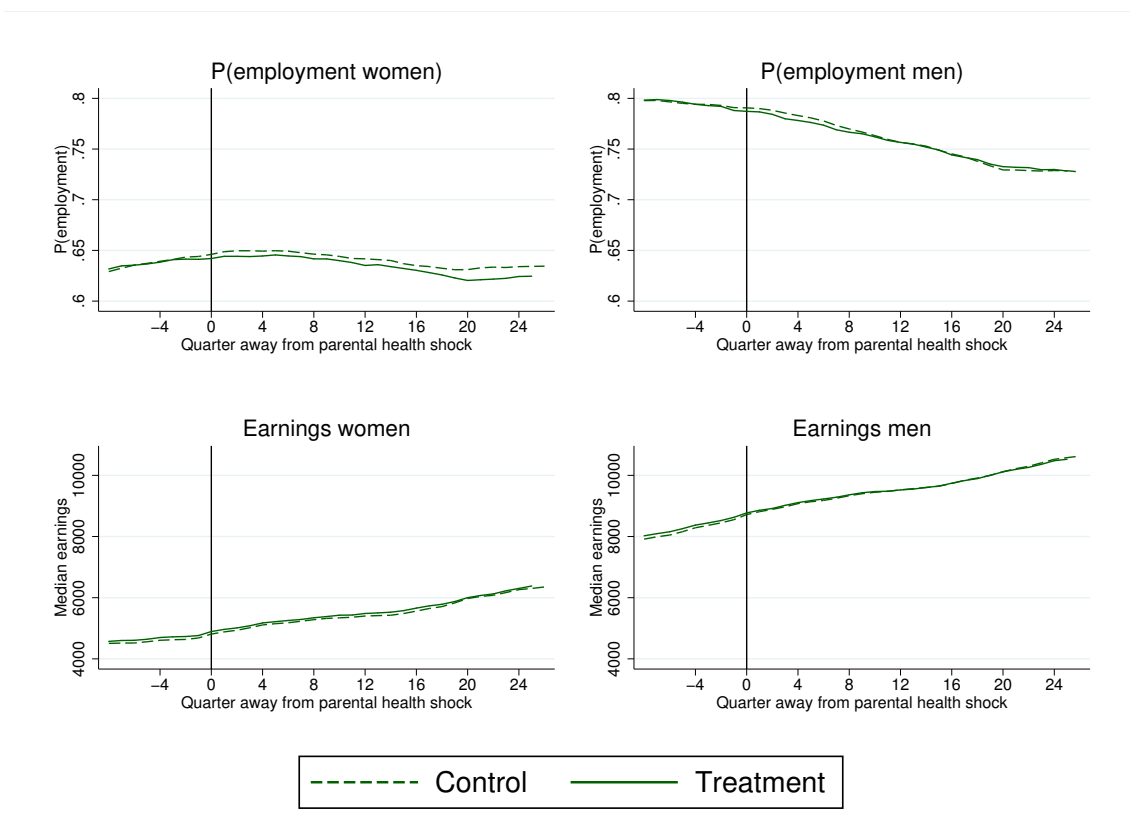 P(employment women)
P(employment)
.8
.75
.7
.65
.6
−4 0 4 8 12 16 20 24
Quarter away from parental health shock
P(employment men)
P(employment)
.8
.75
.7
.65
.6
−4 0 4 8 12 16 20 24
Quarter away from parental health shock
Earnings women
Median earnings
10000
8000
6000
4000
−4 0 4 8 12 16 20 24
Quarter away from parental health shock
Earnings men
Median earnings
10000
8000
6000
4000
−4 0 4 8 12 16 20 24
Quarter away from parental health shock
Control Treatment